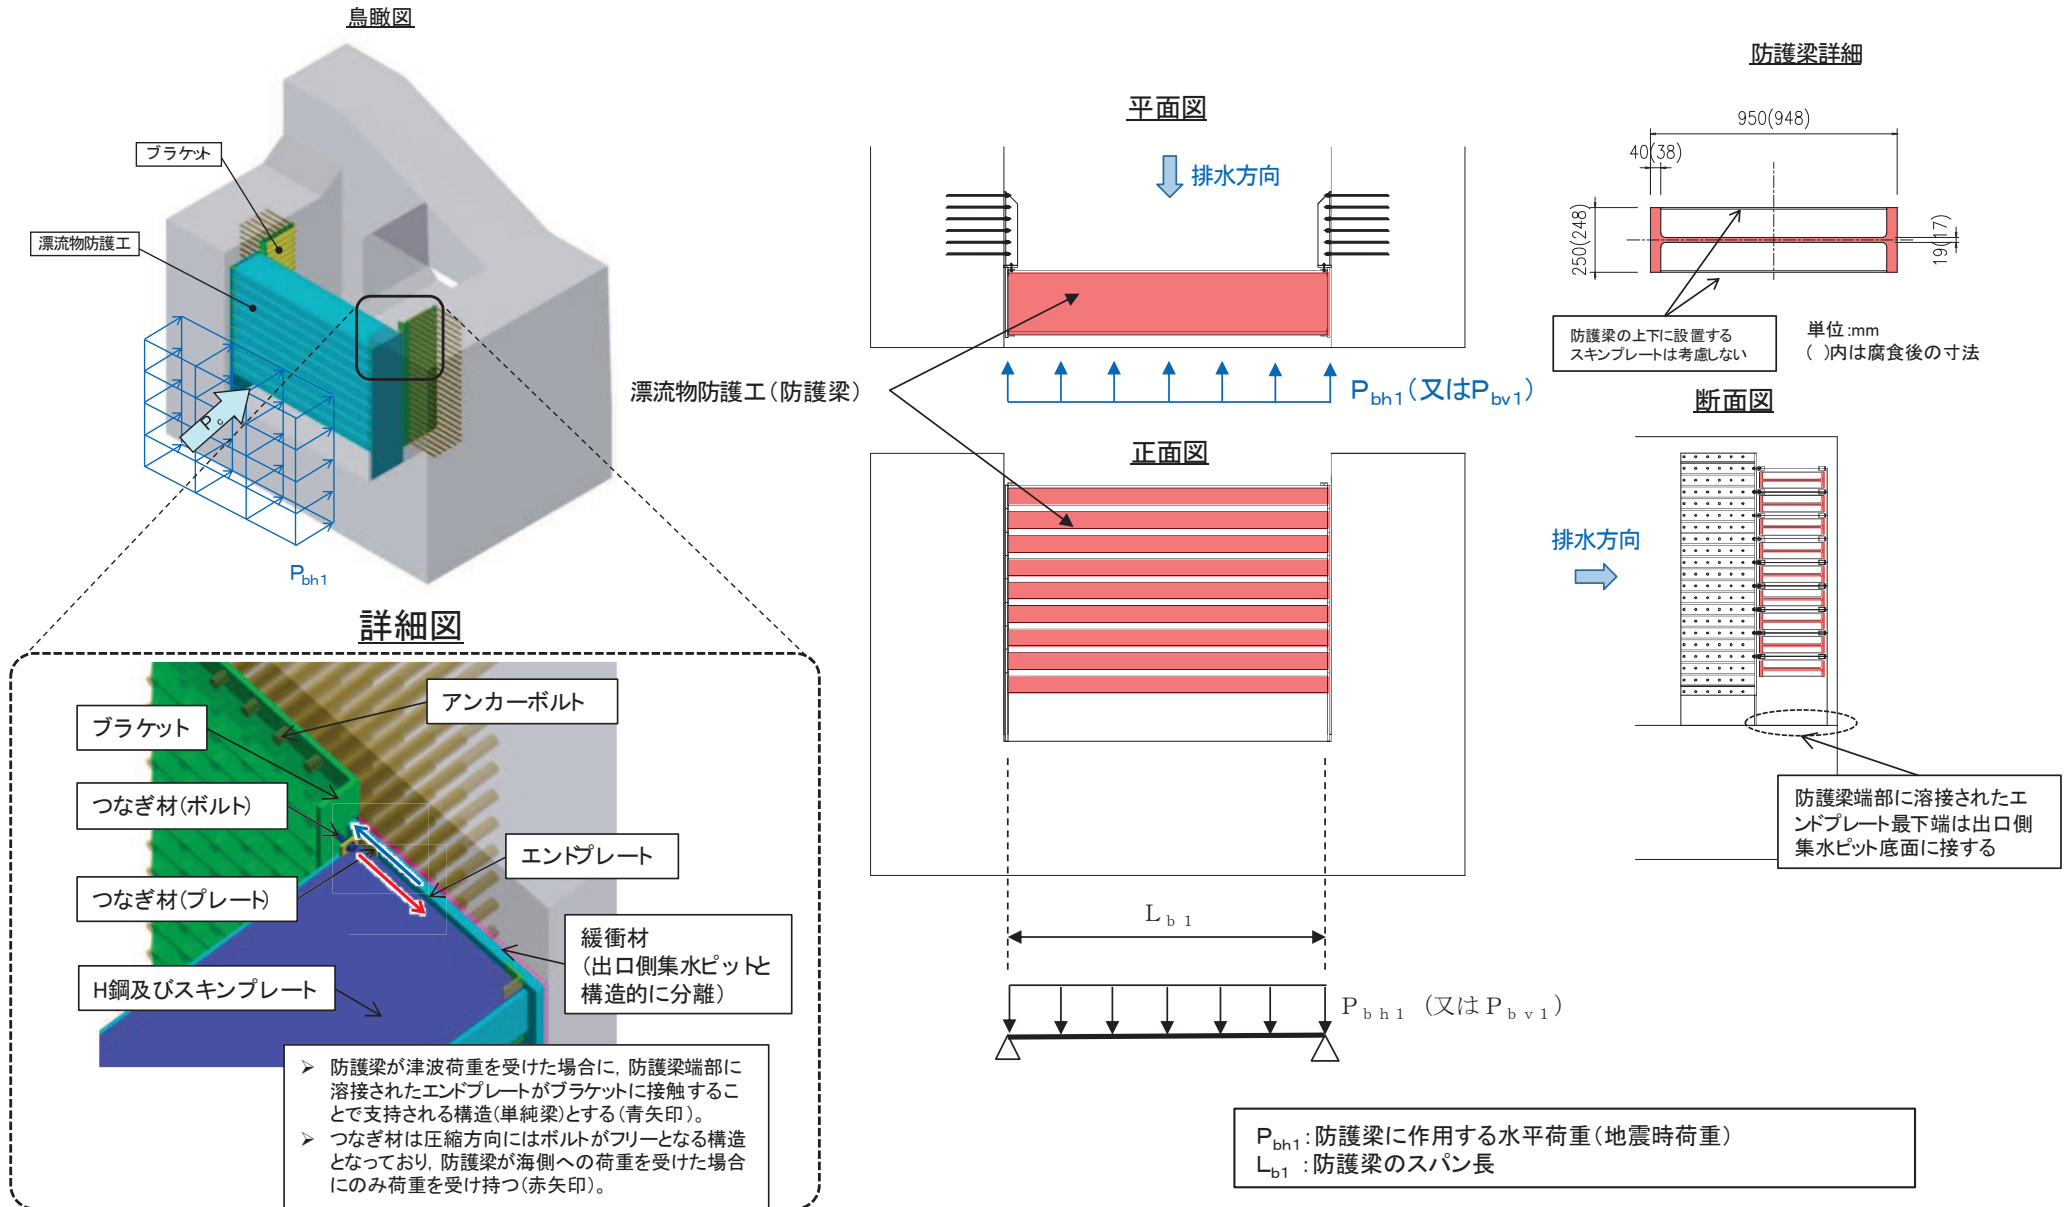 鳥瞰図
ブラケット
漂流物防護工
Pc
Pbh1
詳細図
アンカーボルト
ブラケット
つなぎ材(ボルト)
エンドプレート
つなぎ材(プレート)
緩衝材
(出口側集水ピットと
構造的に分離)
H鋼及びスキンプレート
➢ 防護梁が津波荷重を受けた場合に，防護梁端部に
溶接されたエンドプレートがブラケットに接触するこ
とで支持される構造(単純梁)とする(青矢印)。
➢ つなぎ材は圧縮方向にはボルトがフリーとなる構造
となっており，防護梁が海側への荷重を受けた場合
にのみ荷重を受け持つ(赤矢印)。
平面図
排水方向
漂流物防護工(防護梁)
Pbh1(又はPbv1)
正面図
Lb1
Pbh1 (又はPbv1)
防護梁詳細
950(948)
40(38)
250(248)
19(17)
防護梁の上下に設置する
スキンプレートは考慮しない
単位:mm
( )内は腐食後の寸法
断面図
排水方向
防護梁端部に溶接されたエ
ンドプレート最下端は出口側
集水ピット底面に接する
Pbh1:防護梁に作用する水平荷重(地震時荷重)
Lb1 :防護梁のスパン長